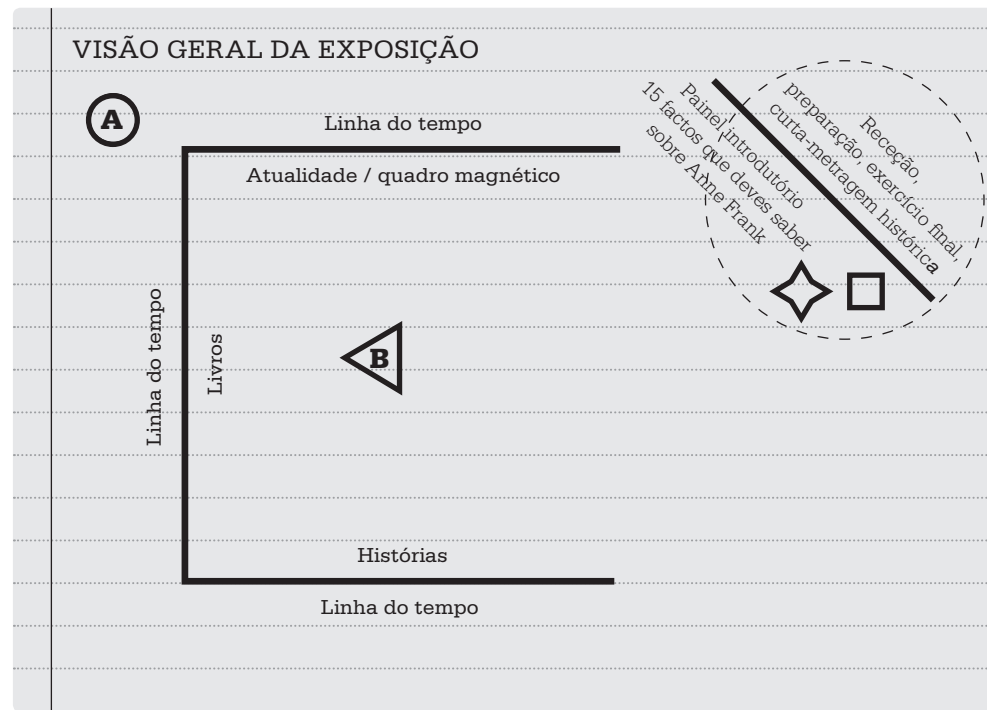 VISÃO GERAL DA EXPOSIÇÃO
A
Linha do tempo
Atualidade / quadro magnético
Linha do tempo
Livros
B
Histórias
Linha do tempo
Painel introdutório
15 factos que deves saber
sobre Anne Frank
Receção,
preparação, exercício final,
curta-metragem histórica